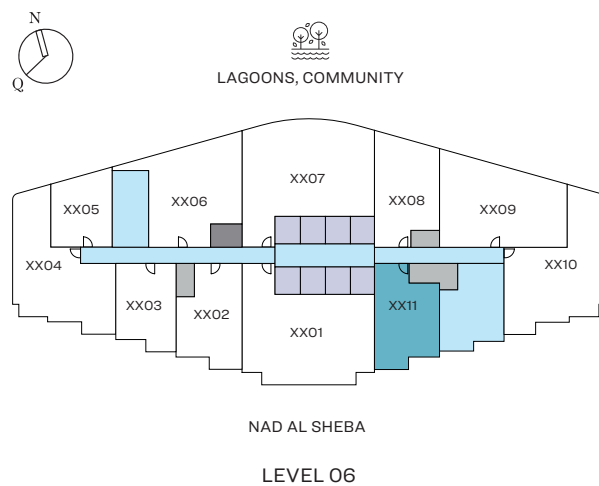 N
Q
LAGOONS, COMMUNITY
XX07
XX08
XX06
XX05
XX09
XX04
XX10
XX03
XX02
XX01
XX11
NAD AL SHEBA
LEVEL 06